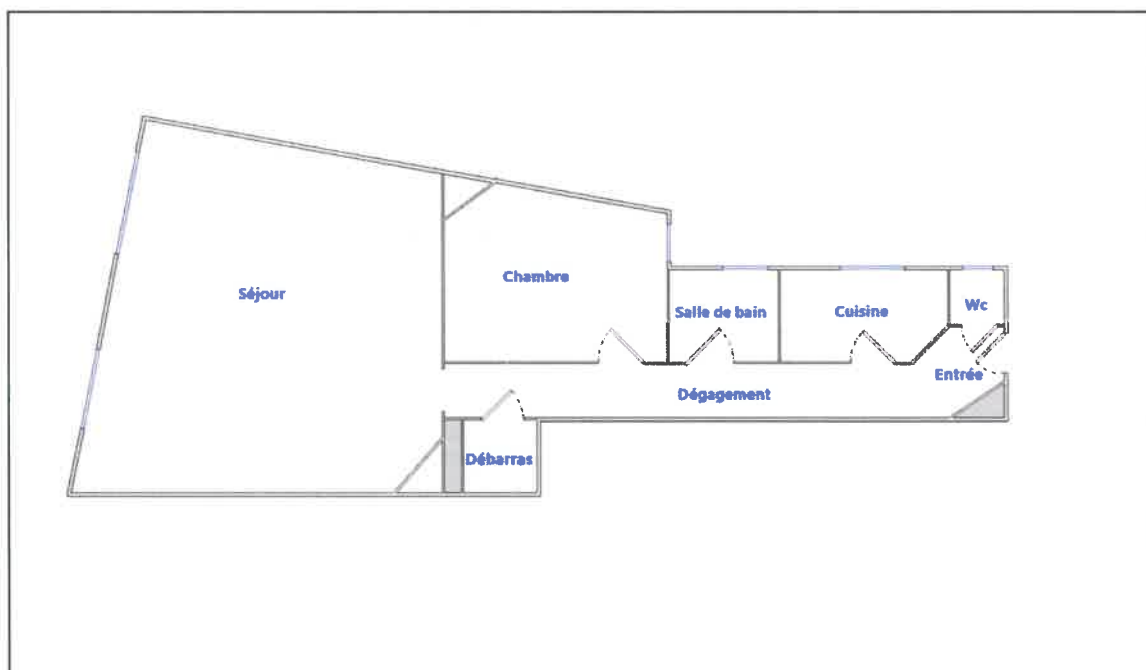 Séjour
Chambre
Salle de bain
Cuisine
Wc
Entrée
Dégagement
Débarras